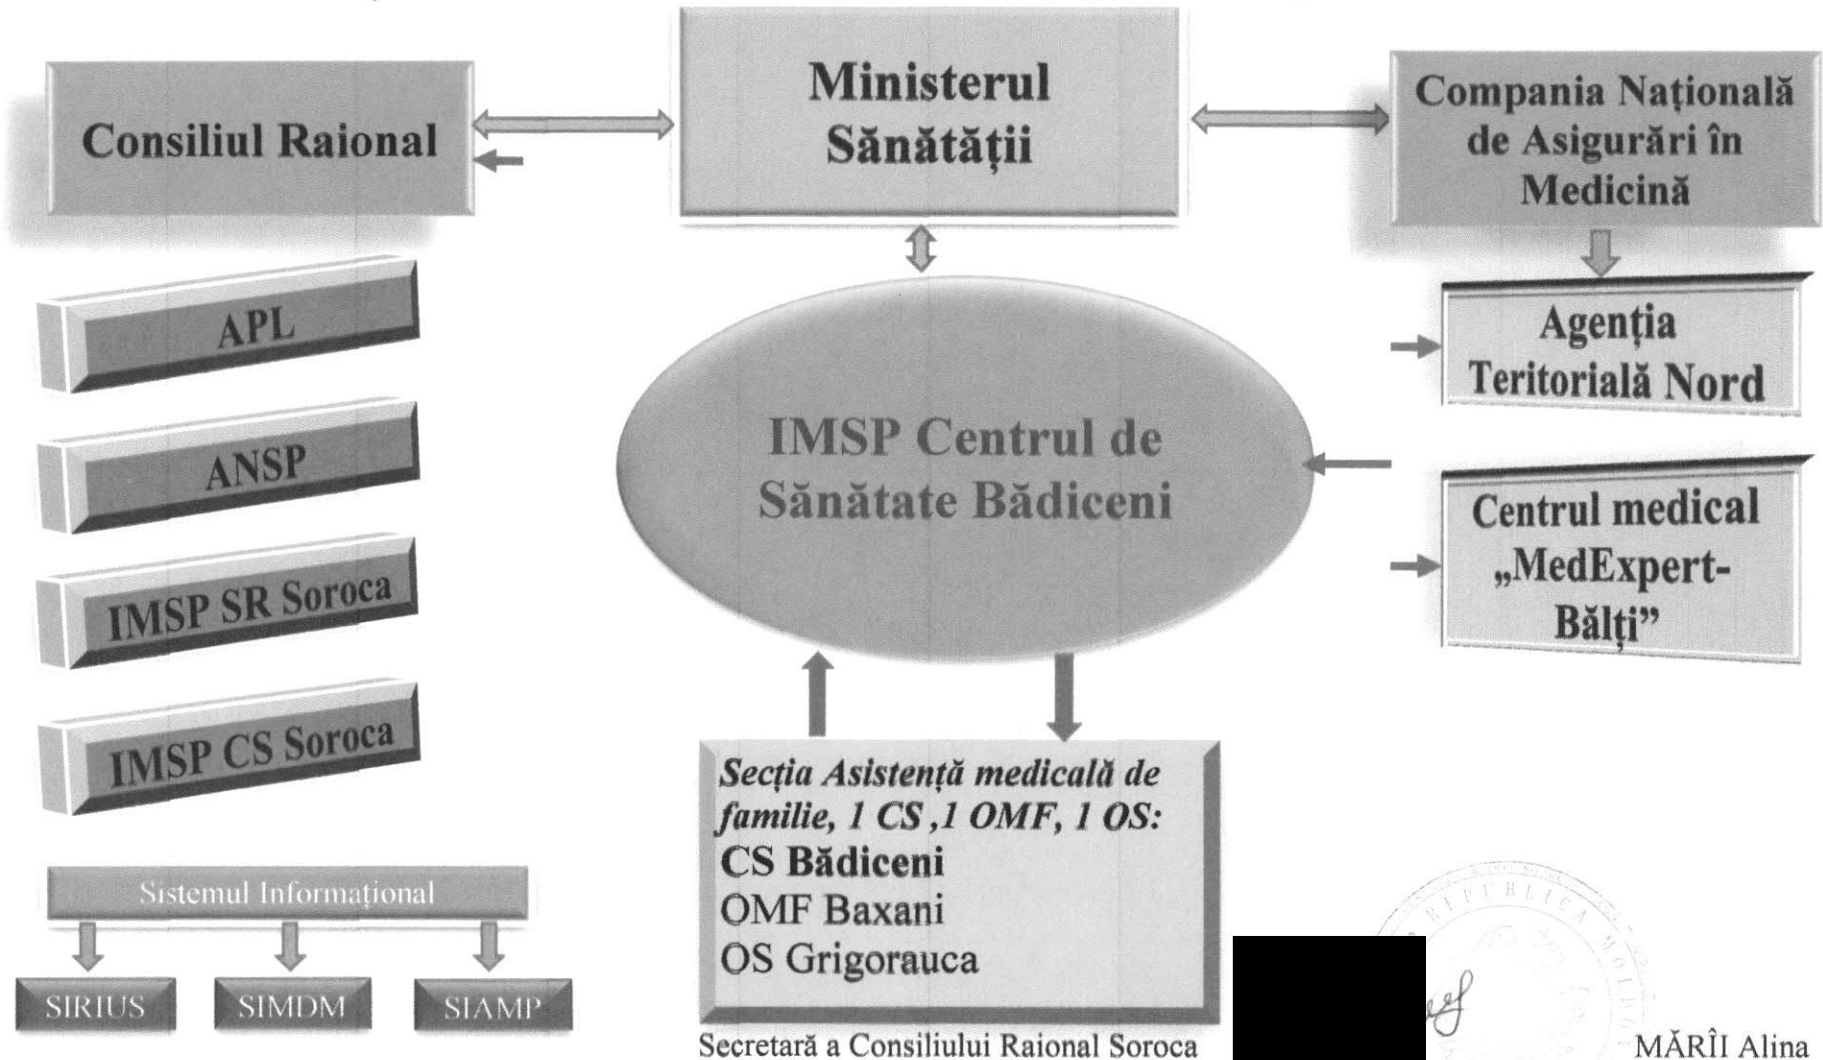 Consiliul Raional
Ministerul
Sănătății
Compania Națională
de Asigurări în
Medicină
APL
ANSP
IMSP SR Soroca
IMSP CS Soroca
IMSP Centrul de
Sănătate Bădiceni
Agenția
Teritorială Nord
Centrul medical
„MedExpert-
Bălți”
Secția Asistență medicală de
familie, 1 CS ,1 OMF, 1 OS:
CS Bădiceni
OMF Baxani
OS Grigorauca
Sistemul Informațional
SIRIUS
SIMDM
SIAMP
REPUBLICA MOLDO
Secretară a Consiliului Raional Soroca
MĂRÎI Alina